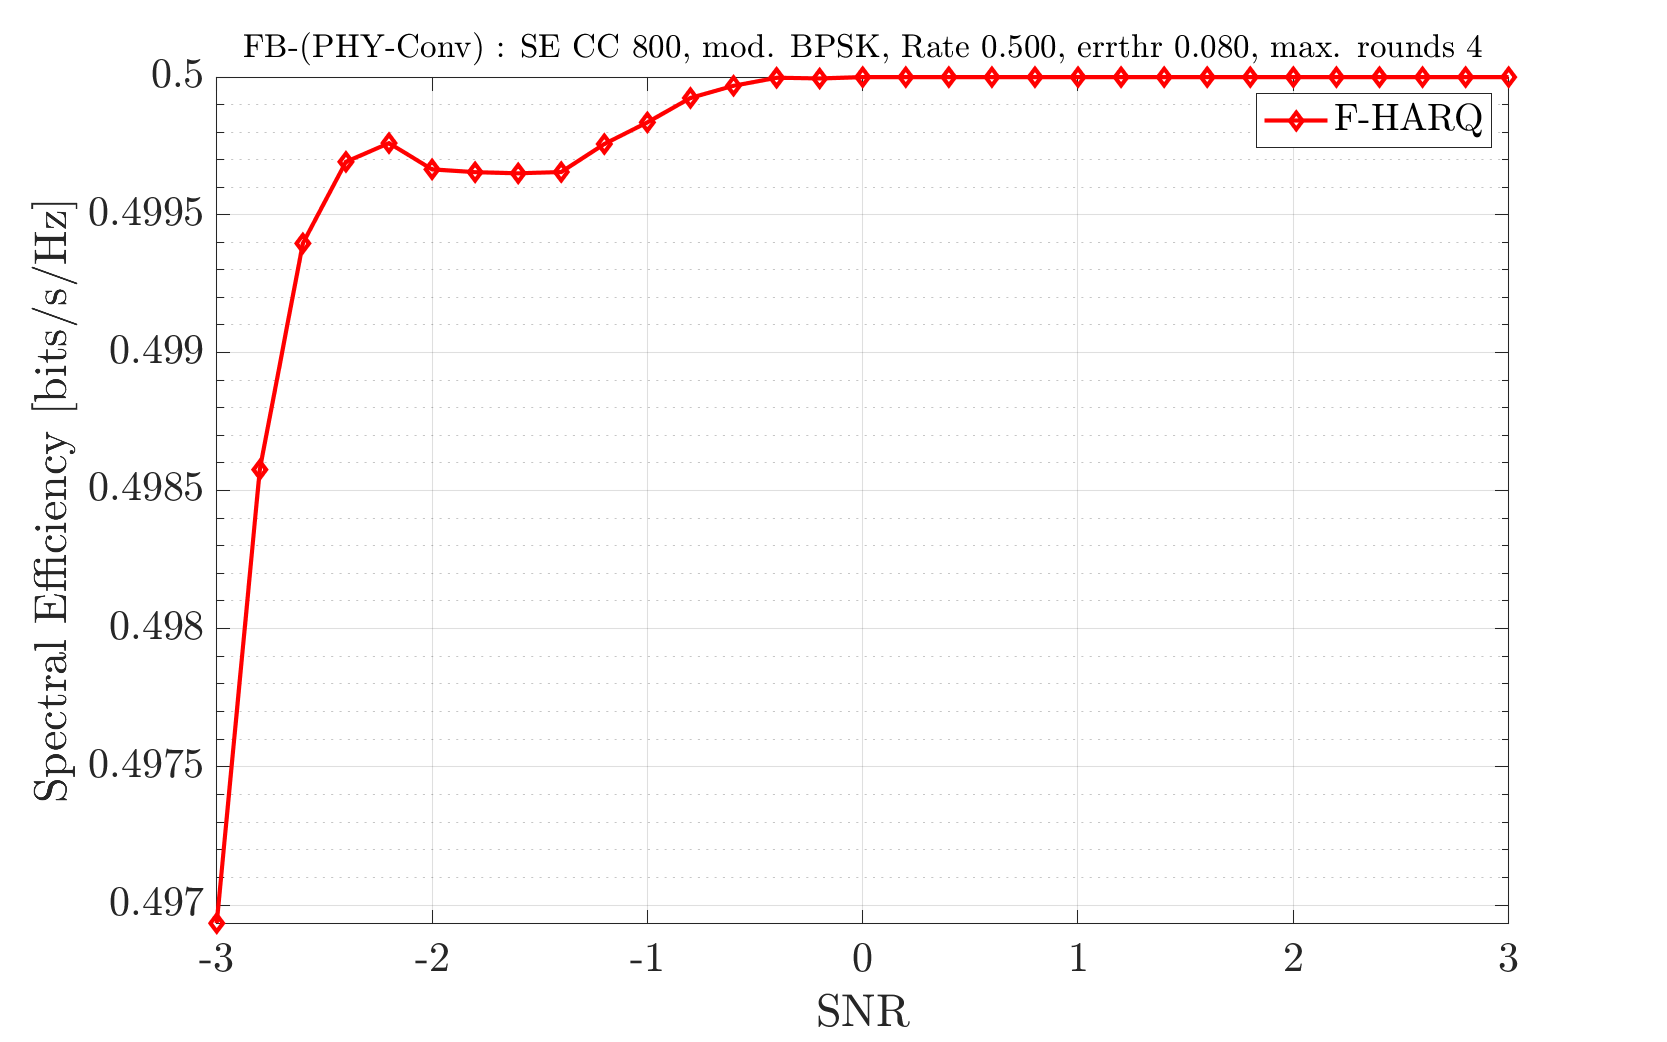 FB-(PHY-Conv) : SE CC 800, mod. BPSK, Rate 0.500, errthr 0.080, max. rounds 4
0.5
0.4995
0.499
0.4985
0.498
0.4975
0.497
Spectral Efficiency [bits/s/Hz]
F-HARQ
-3 -2 -1 0 1 2 3
SNR